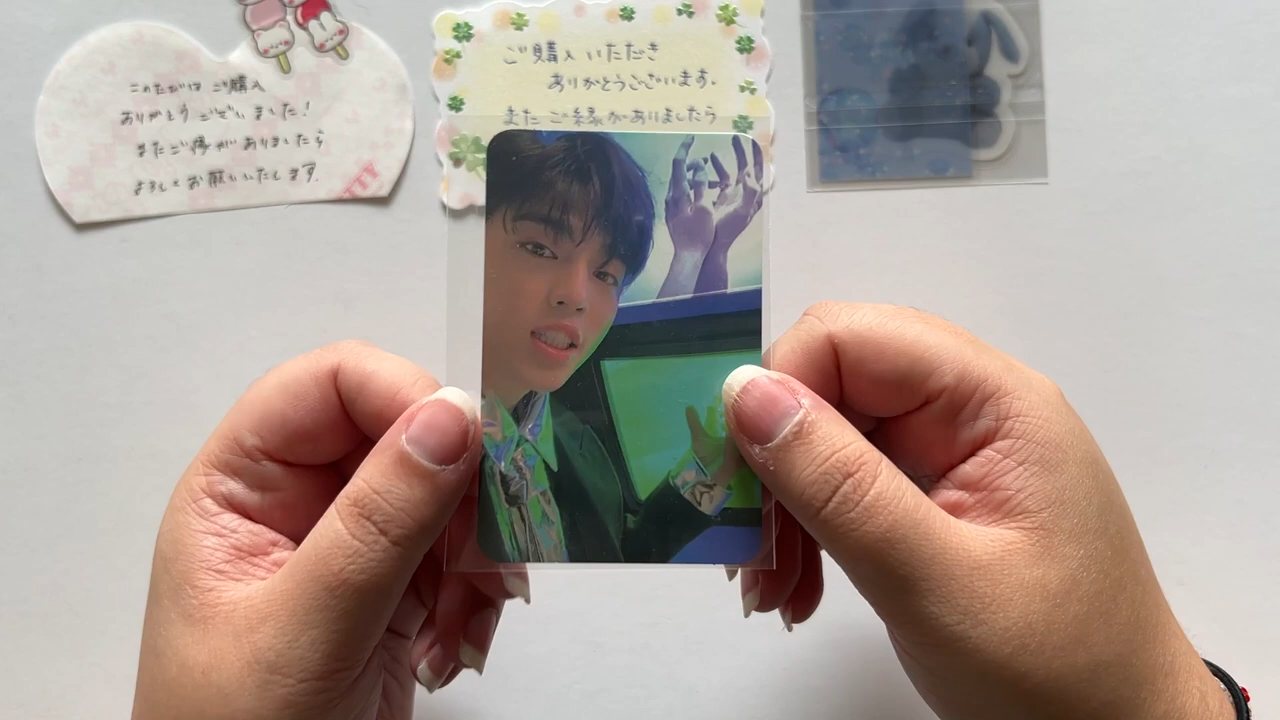 このたびは ご購入
ありがとう ございました!
またご縁がありましたら
よろしくお願いいたします.
TTY
ご購入いただき
ありがとうございます.
またご縁がありましたら